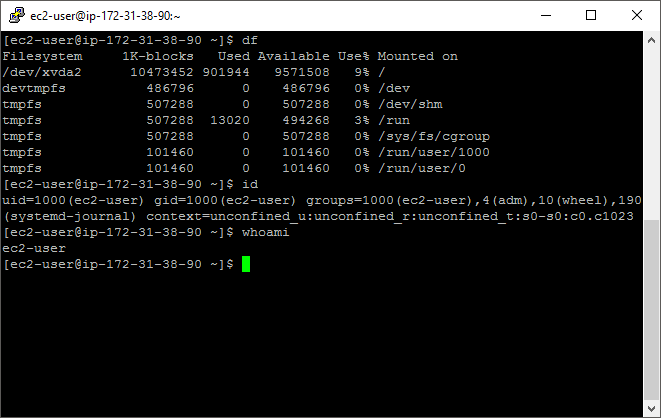 ec2-user@ip-172-31-38-90:~
[ec2-user@ip-172-31-38-90 ~]$ df
Filesystem     1K-blocks   Used Available Use% Mounted on
/dev/xvda2      10473452 901944   9571508   9% /
devtmpfs          486796      0    486796   0% /dev
tmpfs             507288      0    507288   0% /dev/shm
tmpfs             507288  13020    494268   3% /run
tmpfs             507288      0    507288   0% /sys/fs/cgroup
tmpfs             101460      0    101460   0% /run/user/1000
tmpfs             101460      0    101460   0% /run/user/0
[ec2-user@ip-172-31-38-90 ~]$ id
uid=1000(ec2-user) gid=1000(ec2-user) groups=1000(ec2-user),4(adm),10(wheel),190
(systemd-journal) context=unconfined_u:unconfined_r:unconfined_t:s0-s0:c0.c1023
[ec2-user@ip-172-31-38-90 ~]$ whoami
ec2-user
[ec2-user@ip-172-31-38-90 ~]$